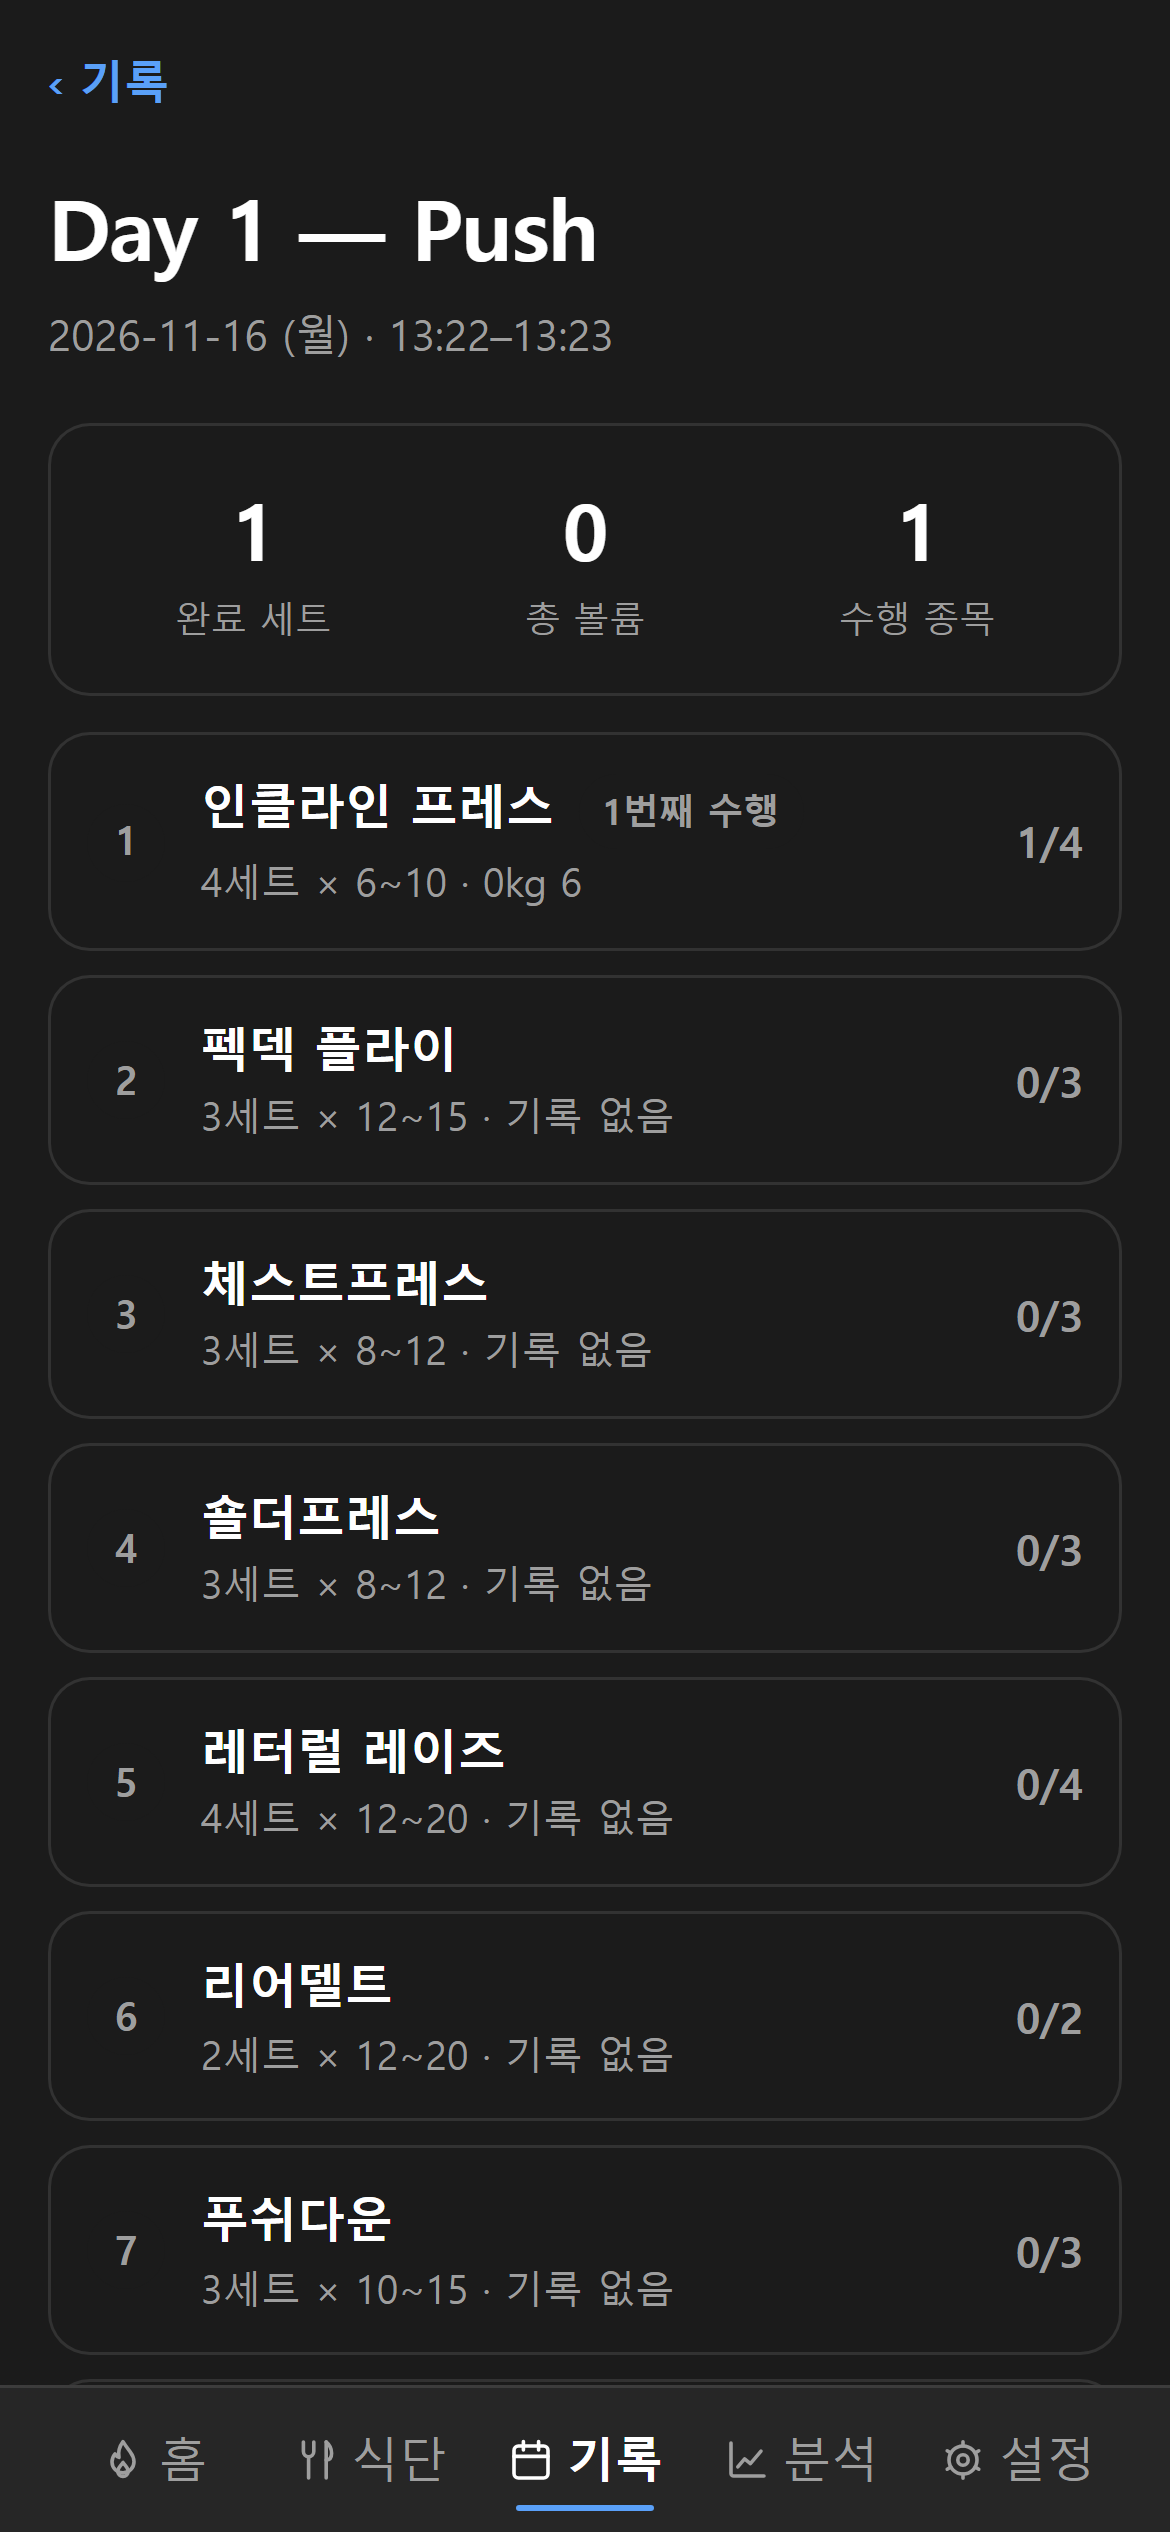 ‹ 기록
Day 1 — Push
2026-11-16 (월) · 13:22–13:23
1
완료 세트
0
총 볼륨
1
수행 종목
1
인클라인 프레스 1번째 수행
4세트 × 6~10 · 0kg 6
1/4
2
펙덱 플라이
3세트 × 12~15 · 기록 없음
0/3
3
체스트프레스
3세트 × 8~12 · 기록 없음
0/3
4
숄더프레스
3세트 × 8~12 · 기록 없음
0/3
5
레터럴 레이즈
4세트 × 12~20 · 기록 없음
0/4
6
리어델트
2세트 × 12~20 · 기록 없음
0/2
7
푸쉬다운
3세트 × 10~15 · 기록 없음
0/3
홈 식단 기록 분석 설정